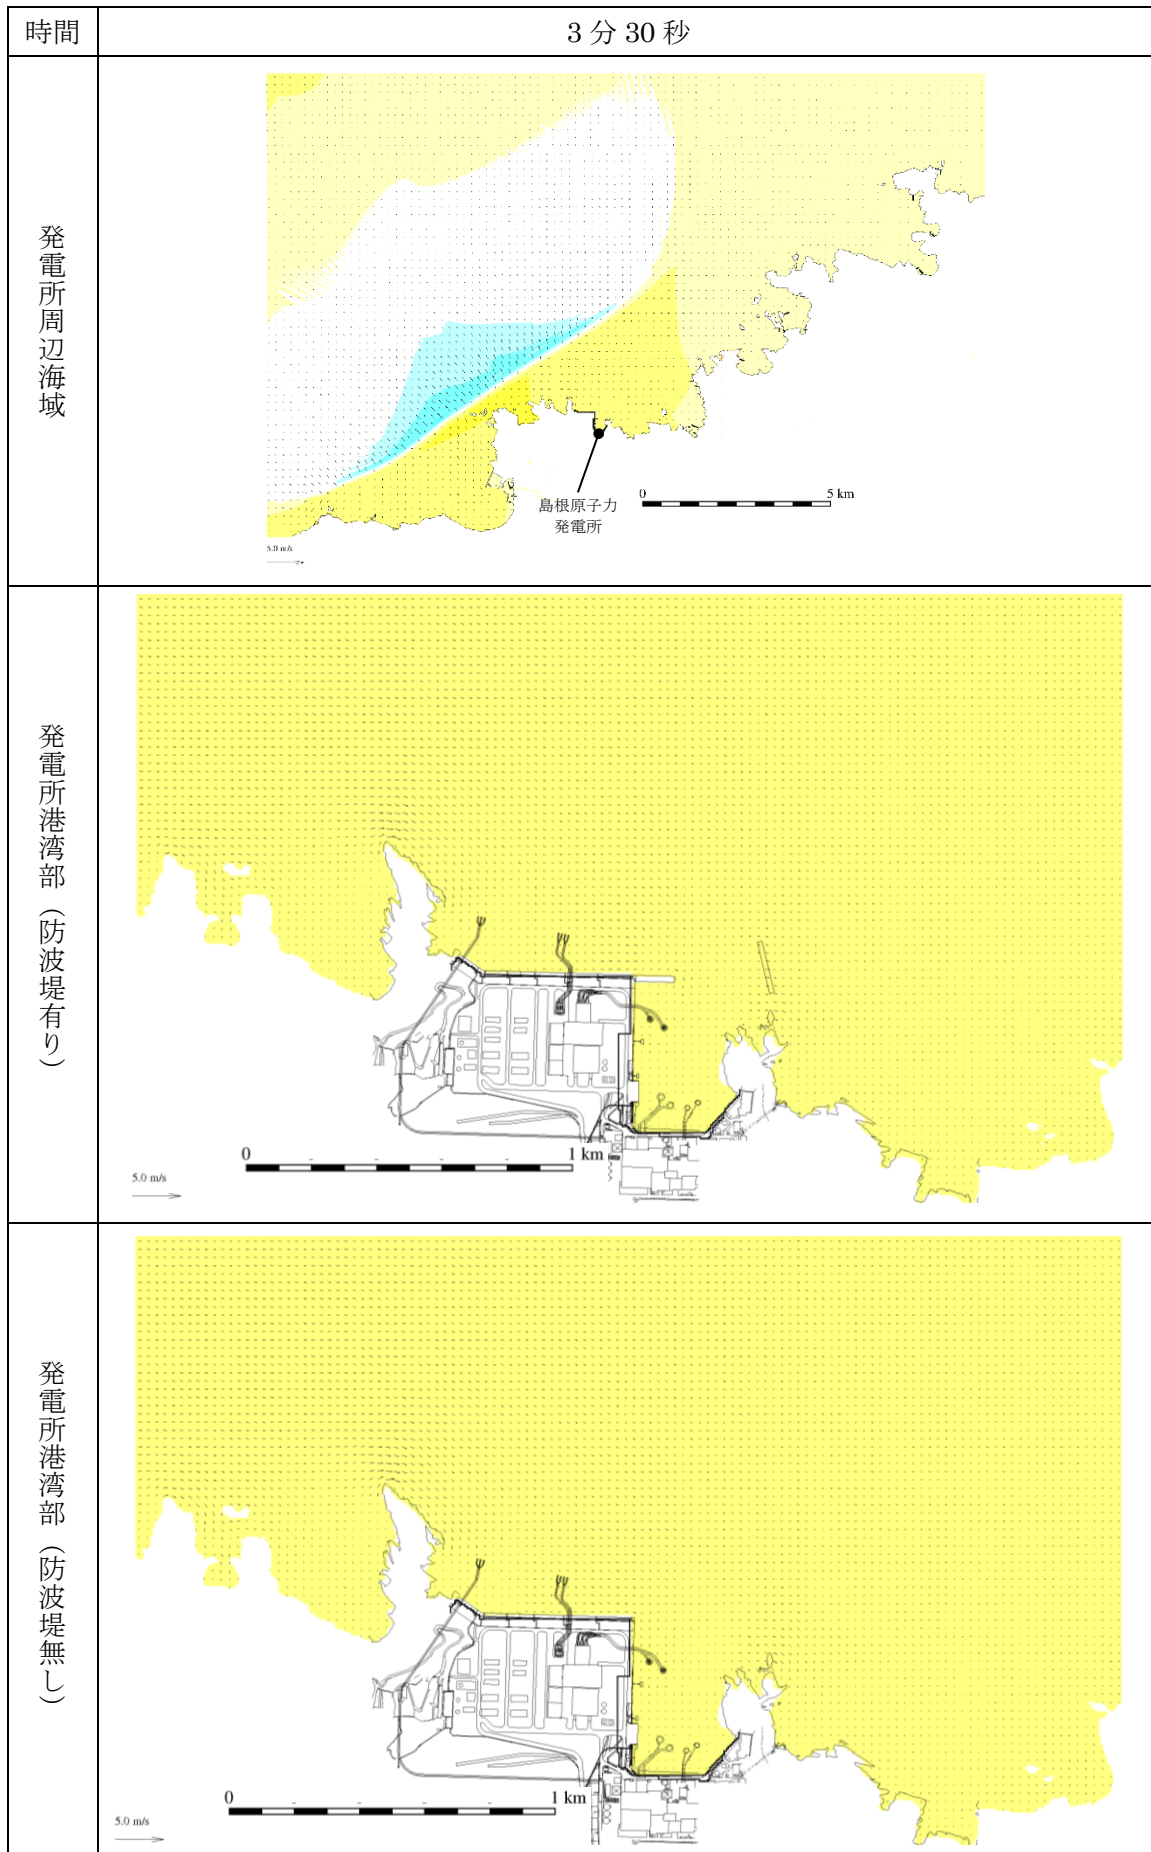 時間
3分30秒
発電所周辺海域
島根原子力
発電所
0
5 km
5.0 m/s
発電所港湾部（防波堤有り）
0
1 km
5.0 m/s
発電所港湾部（防波堤無し）
0
1 km
5.0 m/s